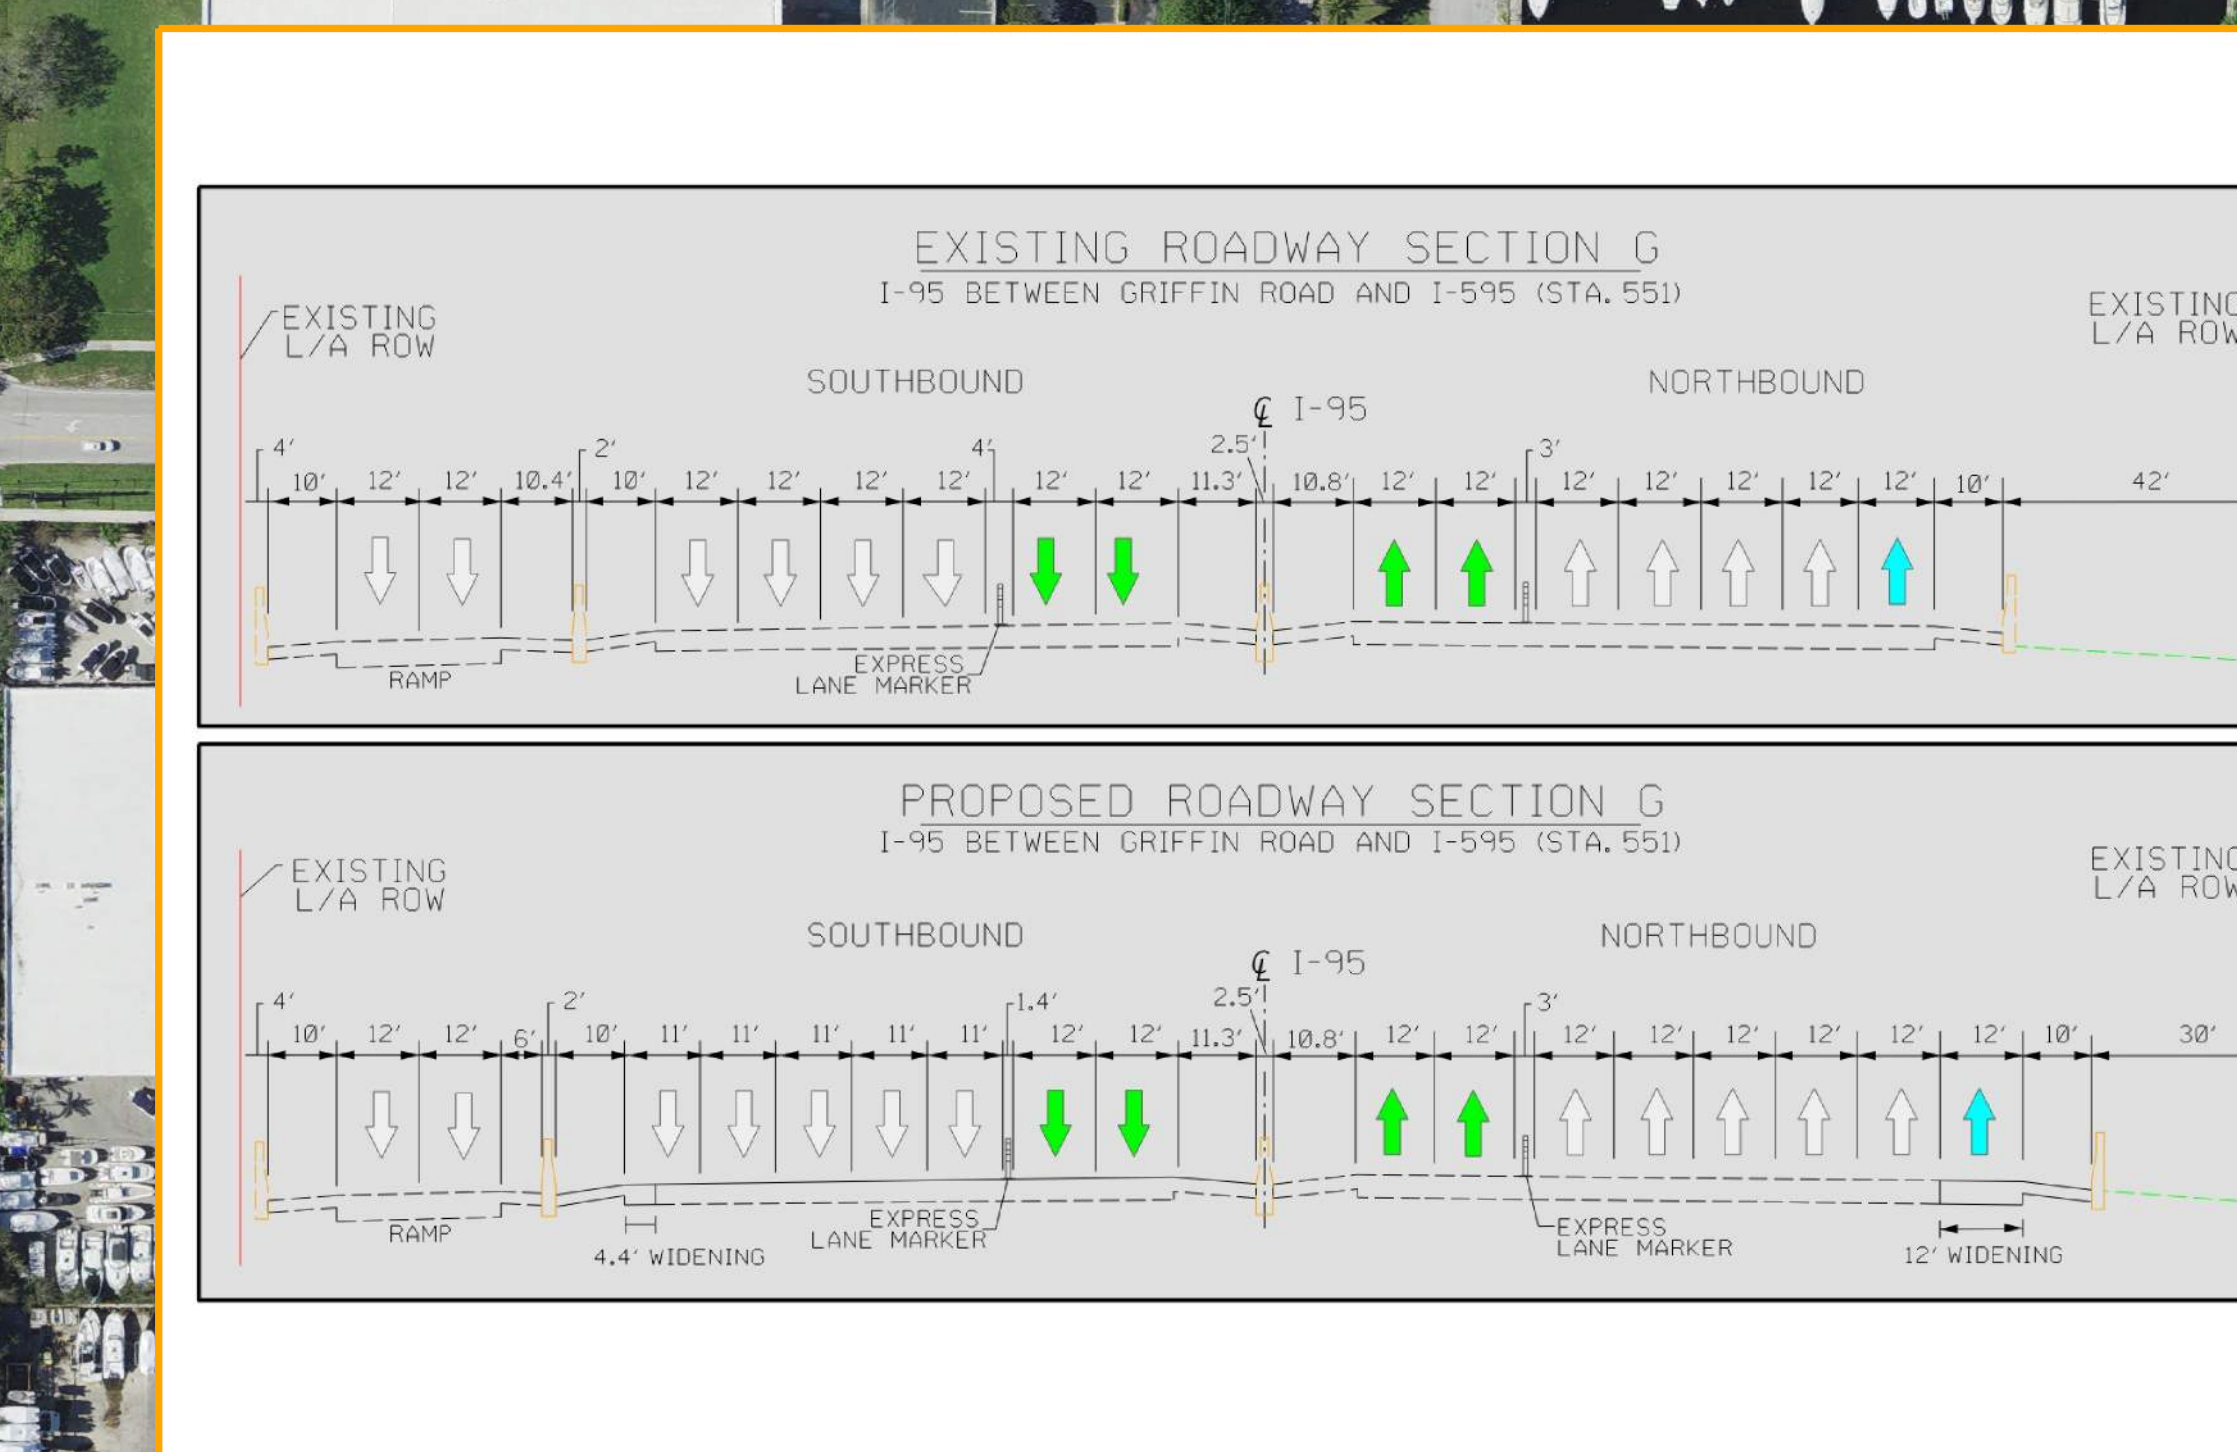 EXISTING ROADWAY SECTION G
I-95 BETWEEN GRIFFIN ROAD AND I-595 (STA. 551)
EXISTING
L/A ROW
EXISTING
L/A ROW
SOUTHBOUND
NORTHBOUND
℄ I-95
4' 2' 4' 2.5' 3'
10' 12' 12' 10.4' 10' 12' 12' 12' 12' 12' 12' 11.3' 10.8' 12' 12' 12' 12' 12' 12' 12' 10' 42'
RAMP
EXPRESS
LANE MARKER
PROPOSED ROADWAY SECTION G
I-95 BETWEEN GRIFFIN ROAD AND I-595 (STA. 551)
EXISTING
L/A ROW
EXISTING
L/A ROW
SOUTHBOUND
NORTHBOUND
℄ I-95
4' 2' 1.4' 2.5' 3'
10' 12' 12' 6' 10' 11' 11' 11' 11' 11' 12' 12' 11.3' 10.8' 12' 12' 12' 12' 12' 12' 12' 12' 10' 30'
RAMP
4.4' WIDENING
EXPRESS
LANE MARKER
EXPRESS
LANE MARKER
12' WIDENING